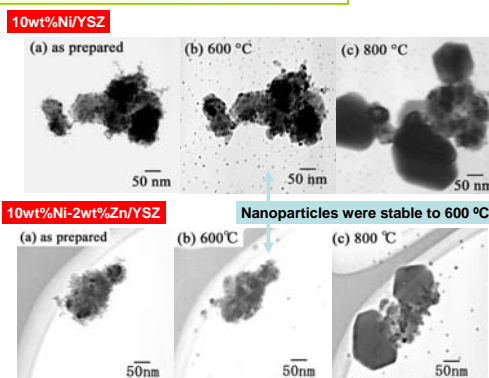 10wt%Ni/YSZ
(a) as prepared
(b) 600 °C
(c) 800 °C
50 nm
50 nm
50 nm
10wt%Ni-2wt%Zn/YSZ
Nanoparticles were stable to 600 ºC
(a) as prepared
(b) 600℃
(c) 800 ℃
50nm
50nm
50nm